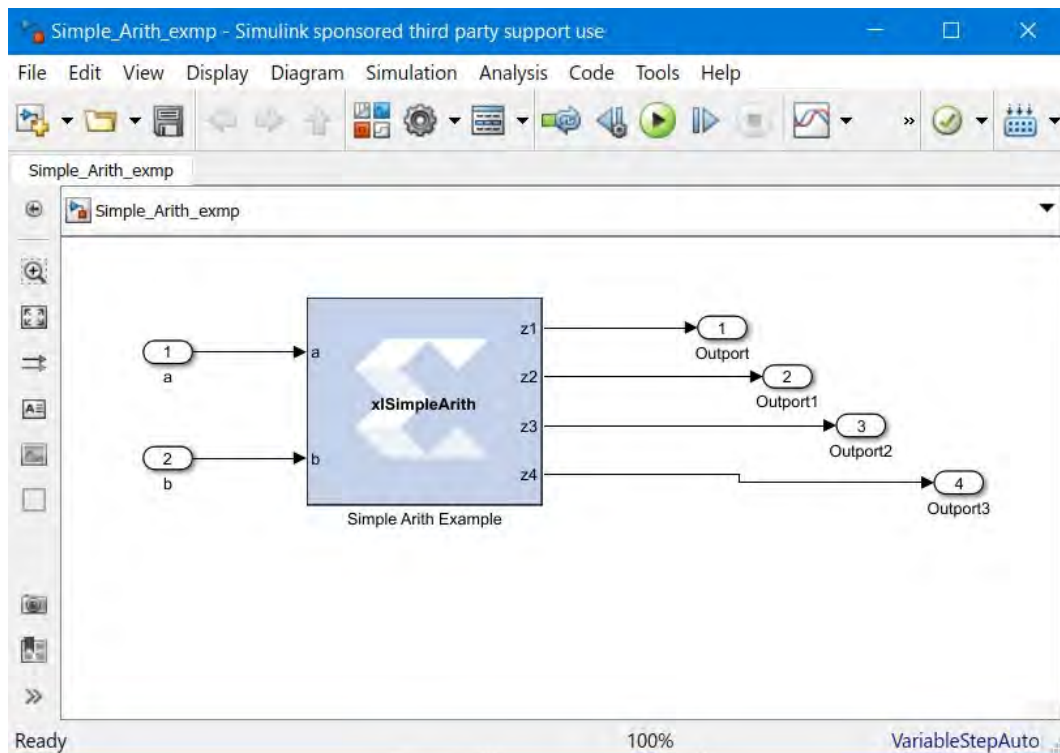 Simple_Arith_exmp - Simulink sponsored third party support use
File Edit View Display Diagram Simulation Analysis Code Tools Help
»
Simple_Arith_exmp
Simple_Arith_exmp
1
a
2
b
a
b
xlSimpleArith
z1
z2
z3
z4
Simple Arith Example
1
Outport
2
Outport1
3
Outport2
4
Outport3
»
Ready 100% VariableStepAuto